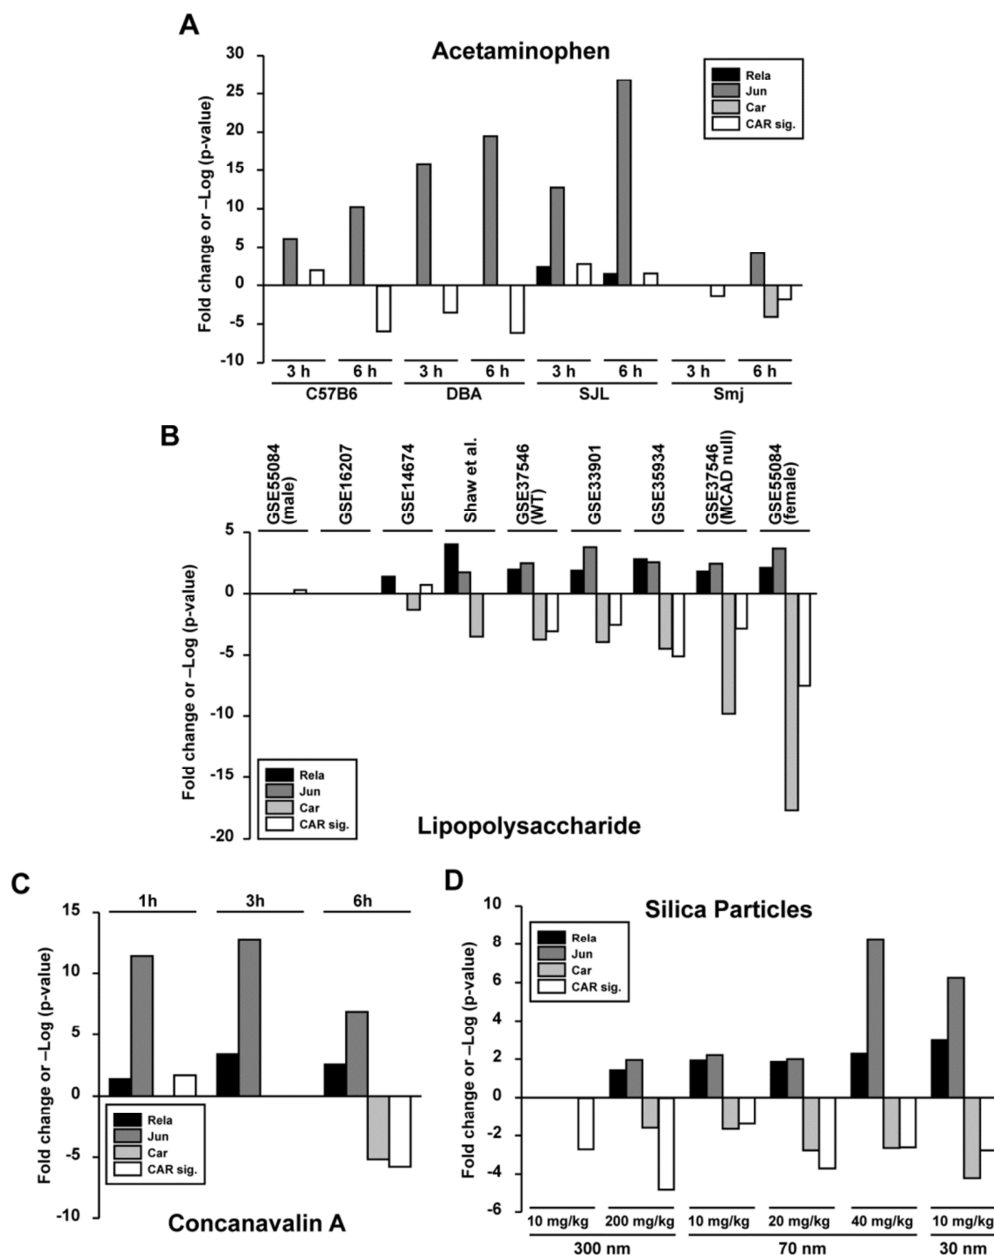 A
Acetaminophen
Fold change or –Log (p-value)
30
25
20
15
10
5
0
-5
-10
Rela
Jun
Car
CAR sig.
3 h 6 h 3 h 6 h 3 h 6 h 3 h 6 h
C57B6 DBA SJL Smj
B
GSE55084 (male)
GSE16207
GSE14674
Shaw et al.
GSE37546 (WT)
GSE33901
GSE35934
GSE37546 (MCAD null)
GSE55084 (female)
Fold change or –Log (p-value)
5
0
-5
-10
-15
-20
Rela
Jun
Car
CAR sig.
Lipopolysaccharide
C
1h 3h 6h
Fold change or –Log (p-value)
15
10
5
0
-5
-10
Rela
Jun
Car
CAR sig.
Concanavalin A
D
Silica Particles
Fold change or –Log (p-value)
10
8
6
4
2
0
-2
-4
-6
Rela
Jun
Car
CAR sig.
10 mg/kg 200 mg/kg 10 mg/kg 20 mg/kg 40 mg/kg 10 mg/kg
300 nm 70 nm 30 nm